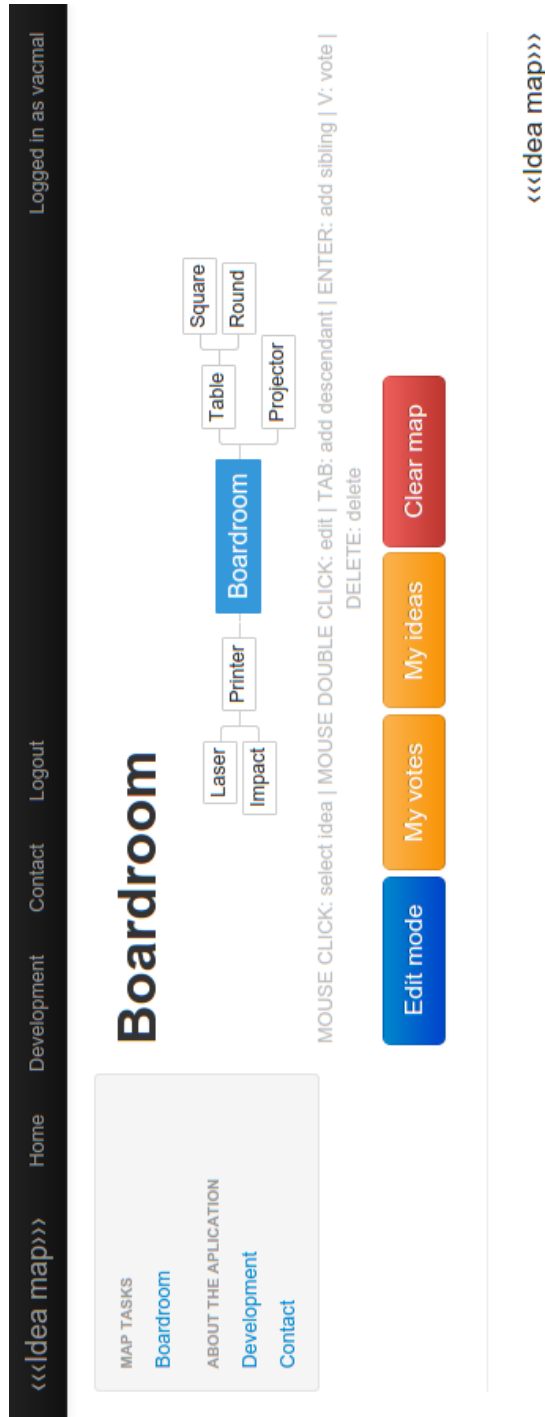 ‹‹‹Idea map››› Home Development Contact Logout Logged in as vacmal
MAP TASKS
Boardroom
ABOUT THE APLICATION
Development
Contact
Boardroom
Laser
Impact
Printer
Boardroom
Table
Projector
Square
Round
MOUSE CLICK: select idea | MOUSE DOUBLE CLICK: edit | TAB: add descendant | ENTER: add sibling | V: vote |
DELETE: delete
Edit mode My votes My ideas Clear map
‹‹‹Idea map›››